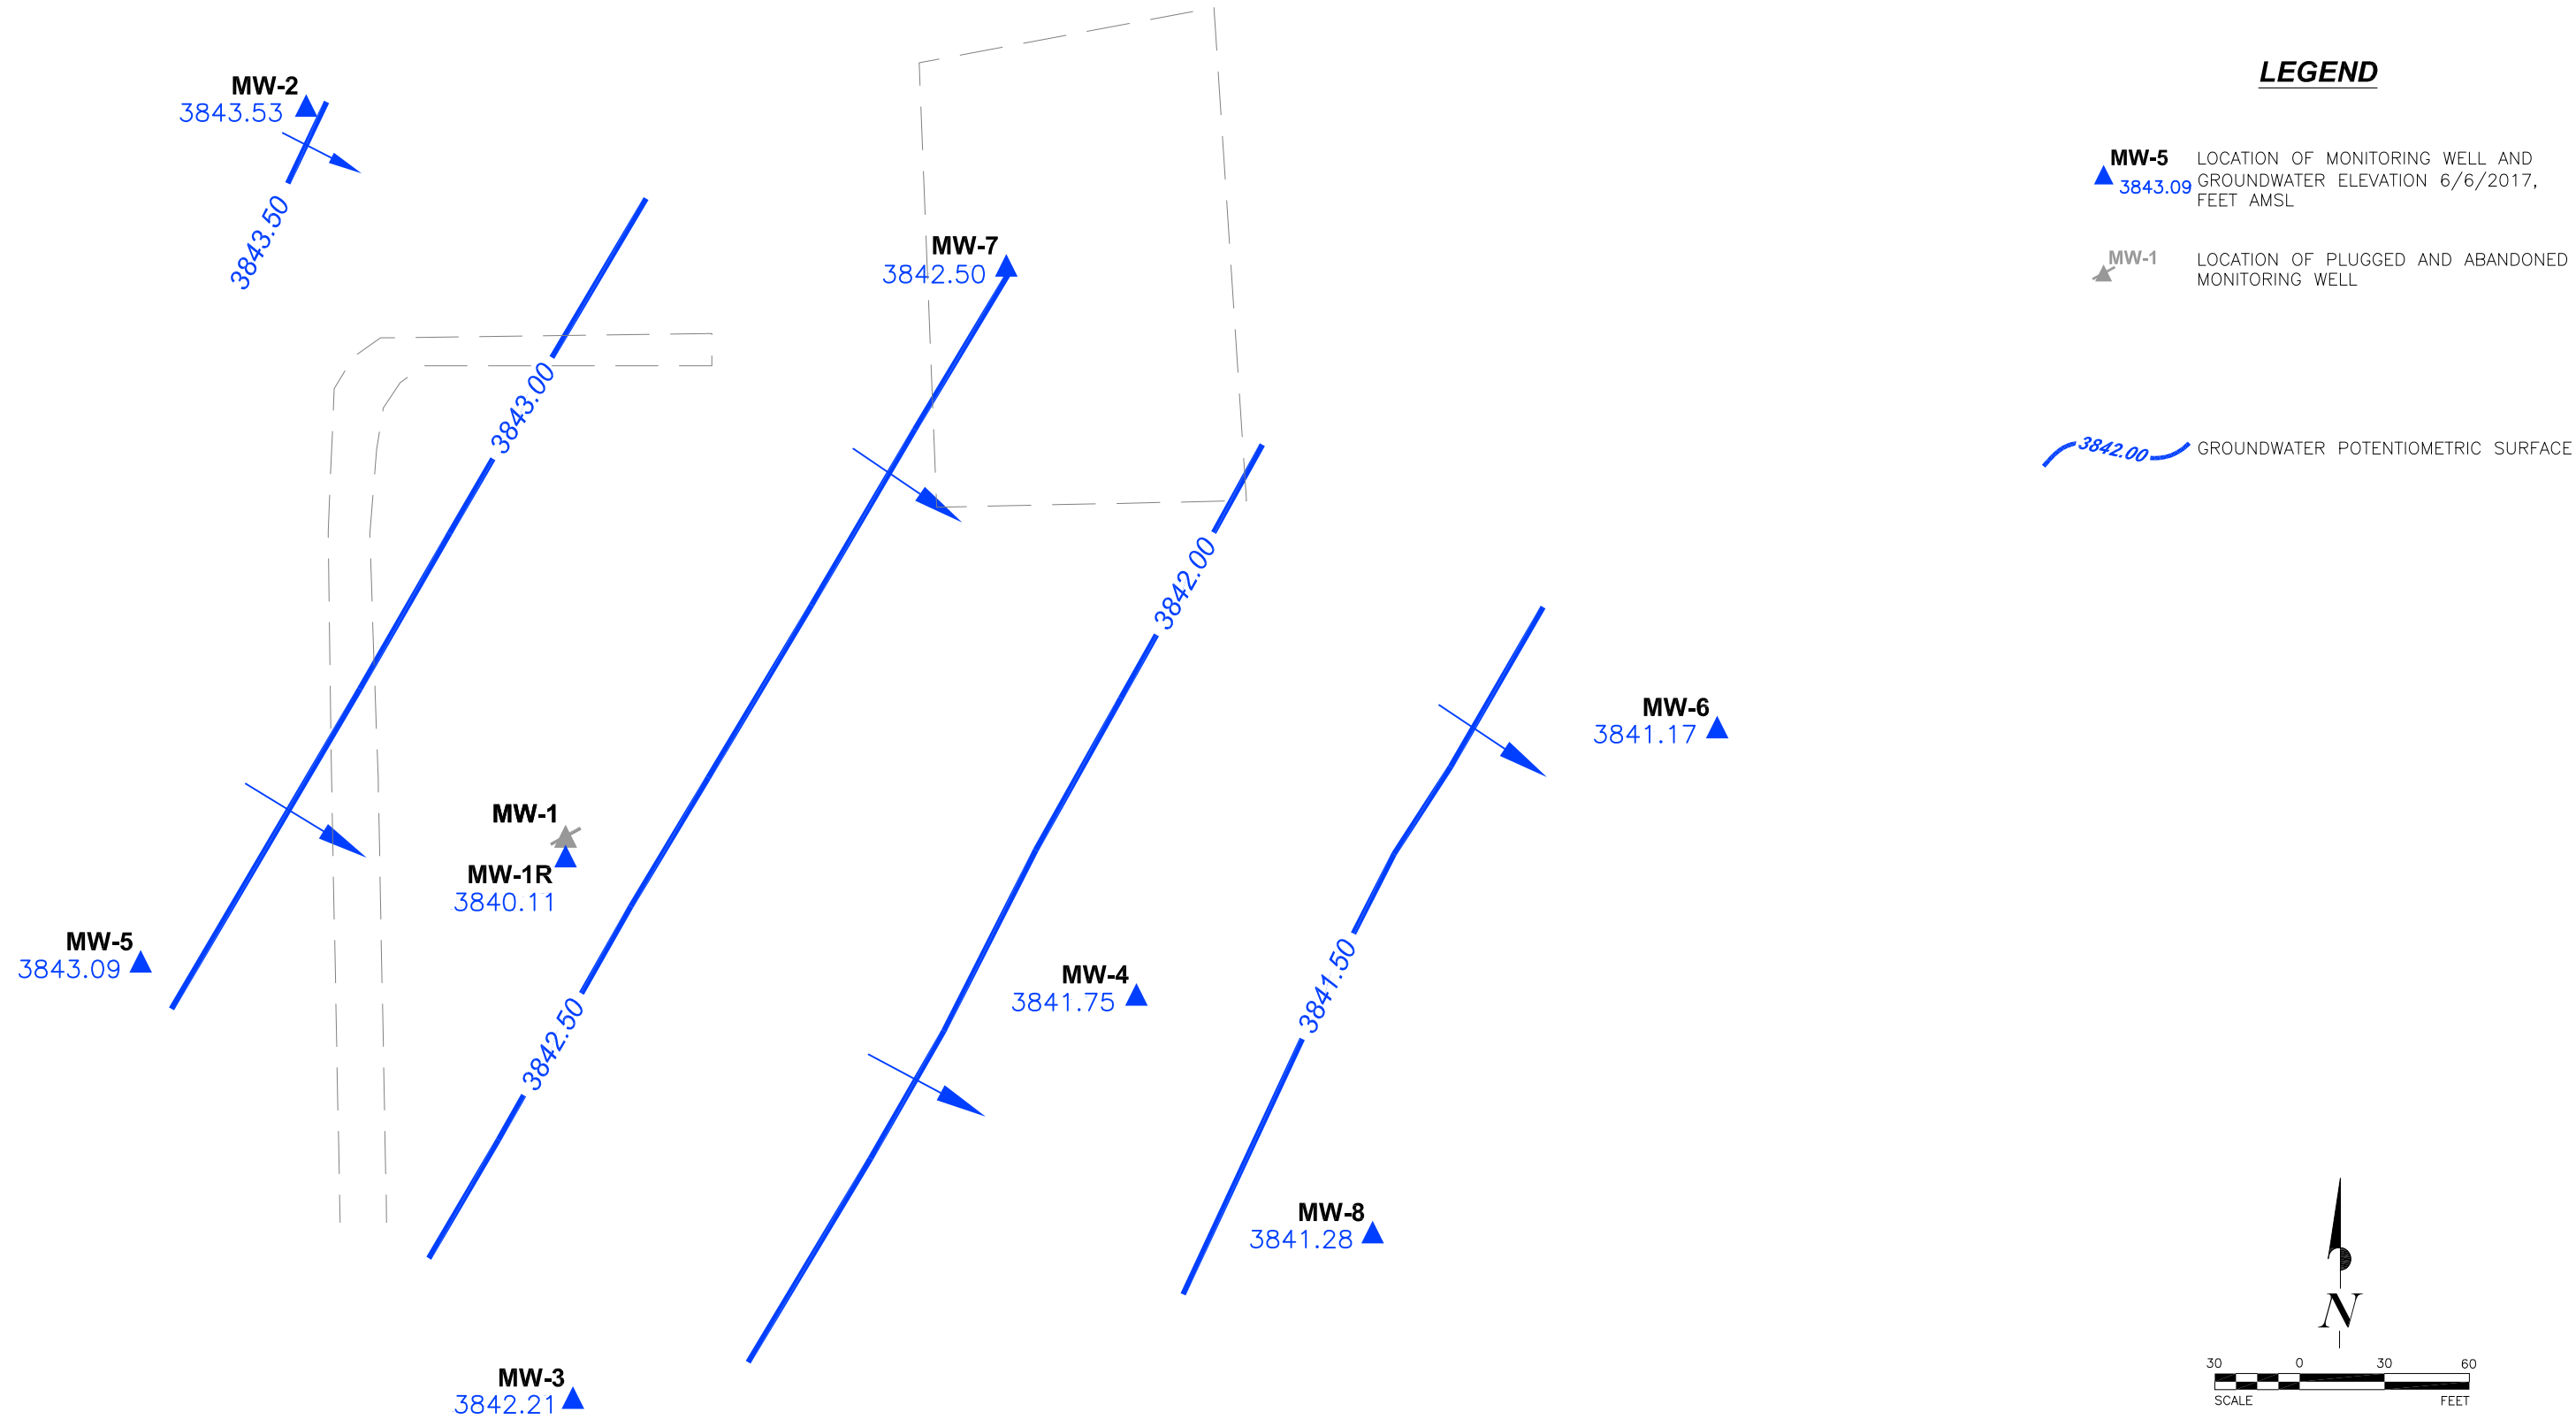 LEGEND
MW-2
3843.53
3843.50
MW-5
3843.09
LOCATION OF MONITORING WELL AND
GROUNDWATER ELEVATION 6/6/2017,
FEET AMSL
MW-7
3842.50
MW-1
LOCATION OF PLUGGED AND ABANDONED
MONITORING WELL
3843.00
3842.00
GROUNDWATER POTENTIOMETRIC SURFACE
3842.00
MW-6
3841.17
MW-1
MW-1R
3840.11
MW-5
3843.09
MW-4
3841.75
3841.50
3842.50
MW-8
3841.28
MW-3
3842.21
N
30 0 30 60
SCALE FEET